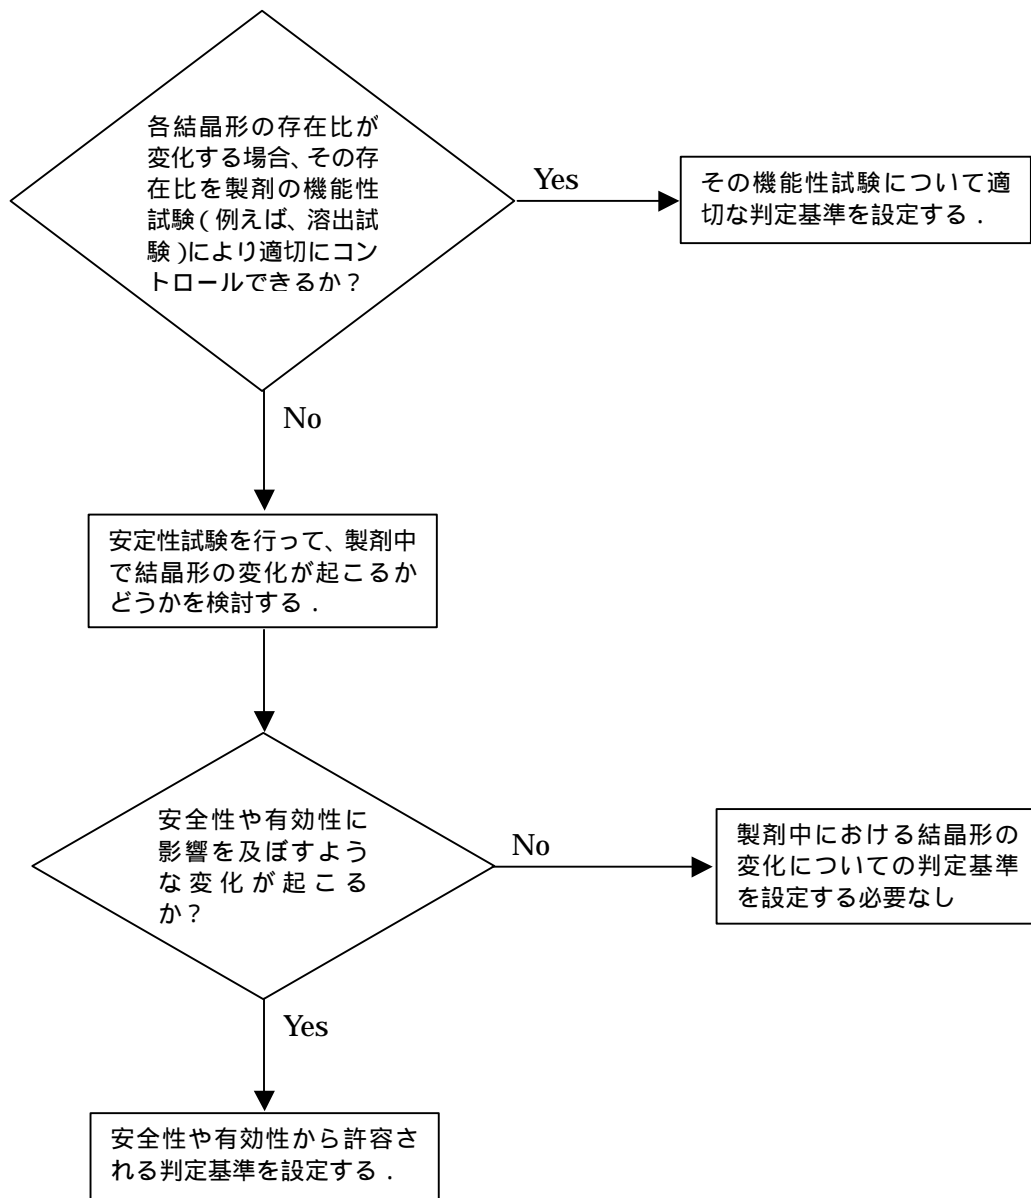 各結晶形の存在比が
変化する場合、その存
在比を製剤の機能性
試験(例えば、溶出試
験)により適切にコン
トロールできるか?
Yes
その機能性試験について適
切な判定基準を設定する.
No
安定性試験を行って、製剤中
で結晶形の変化が起こるか
どうかを検討する.
安全性や有効性に
影響を及ぼすよう
な変化が起こる
か?
No
製剤中における結晶形の
変化についての判定基準
を設定する必要なし
Yes
安全性や有効性から許容さ
れる判定基準を設定する.